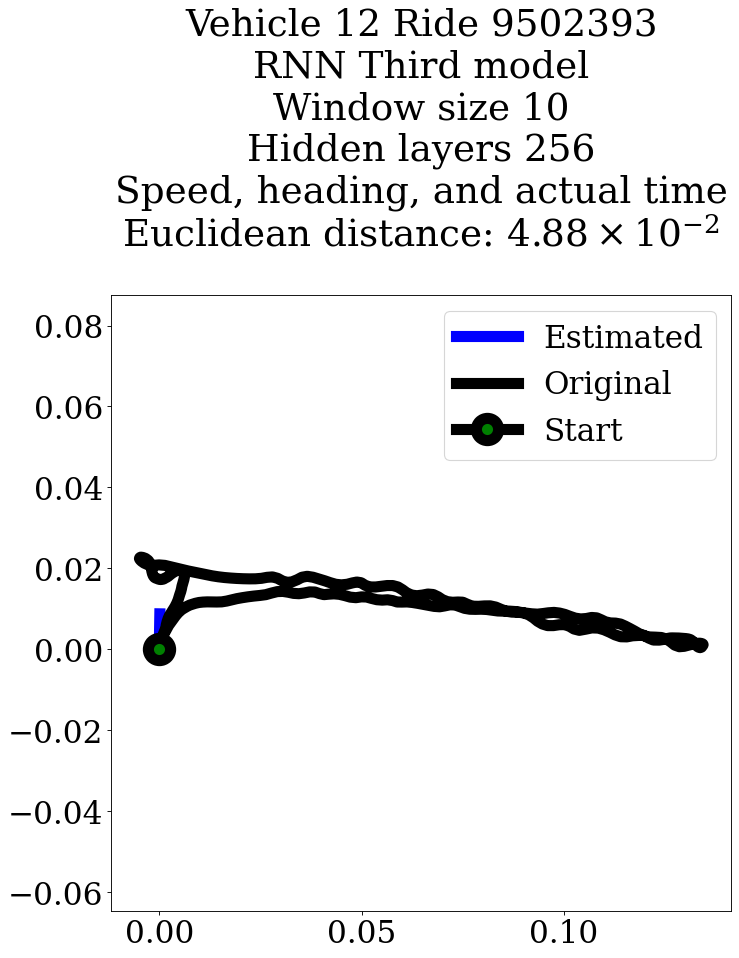 Vehicle 12 Ride 9502393
RNN Third model
Window size 10
Hidden layers 256
Speed, heading, and actual time
Euclidean distance: 4.88 × 10⁻²
Estimated
Original
Start
0.08
0.06
0.04
0.02
0.00
−0.02
−0.04
−0.06
0.00 0.05 0.10